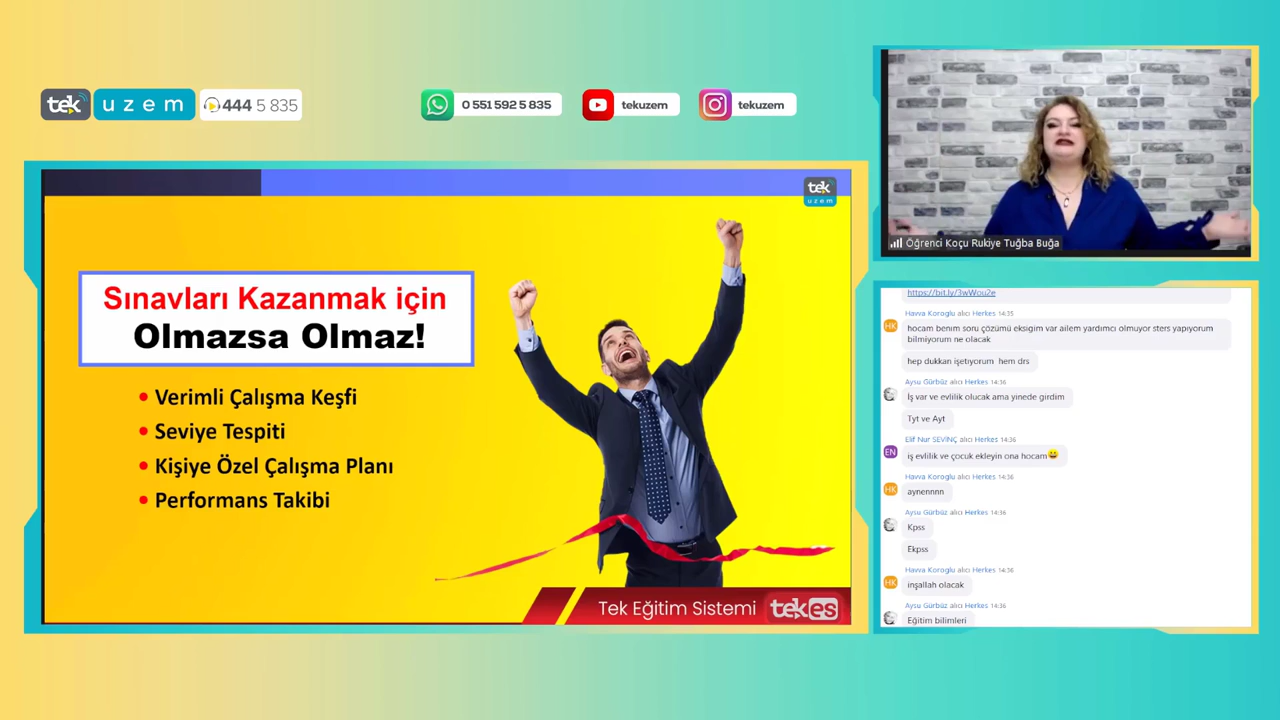 tek uzem 444 5 835
0 551 592 5 835
tekuzem
tekuzem
tek
uzem
Sınavları Kazanmak için
Olmazsa Olmaz!
• Verimli Çalışma Keşfi
• Seviye Tespiti
• Kişiye Özel Çalışma Planı
• Performans Takibi
Tek Eğitim Sistemi tekes
Öğrenci Koçu Rukiye Tuğba Buğa
https://bit.ly/3wWou2e
Havva Koroglu alıcı Herkes 14:35
HK
hocam benım soru çözümü eksigim var ailem yardımcı olmuyor sters yapıyorum
bilmiyorum ne olacak
hep dukkan işetıyorum hem drs
Aysu Gürbüz alıcı Herkes 14:36
İş var ve evlilik olucak ama yinede girdim
Tyt ve Ayt
Elif Nur SEVİNÇ alıcı Herkes 14:36
EN
iş evlilik ve çocuk ekleyin ona hocam😀
Havva Koroglu alıcı Herkes 14:36
HK
aynennnn
Aysu Gürbüz alıcı Herkes 14:36
Kpss
Ekpss
Havva Koroglu alıcı Herkes 14:36
HK
inşallah olacak
Aysu Gürbüz alıcı Herkes 14:36
Eğitim bilimleri